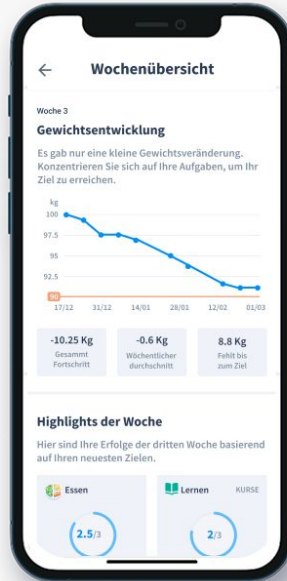 Wochenübersicht
Woche 3
Gewichtsentwicklung
Es gab nur eine kleine Gewichtsveränderung.
Konzentrieren Sie sich auf Ihre Aufgaben, um Ihr
Ziel zu erreichen.
kg
100
97.5
95
92.5
90
17/12 31/12 14/01 28/01 12/02 01/03
-10.25 Kg
Gesammt
Fortschritt
-0.6 Kg
Wöchentlicher
durchschnitt
8.8 Kg
Fehlt bis
zum Ziel
Highlights der Woche
Hier sind Ihre Erfolge der dritten Woche basierend
auf Ihren neuesten Zielen.
Essen
2.5/3
Lernen KURSE
2/3